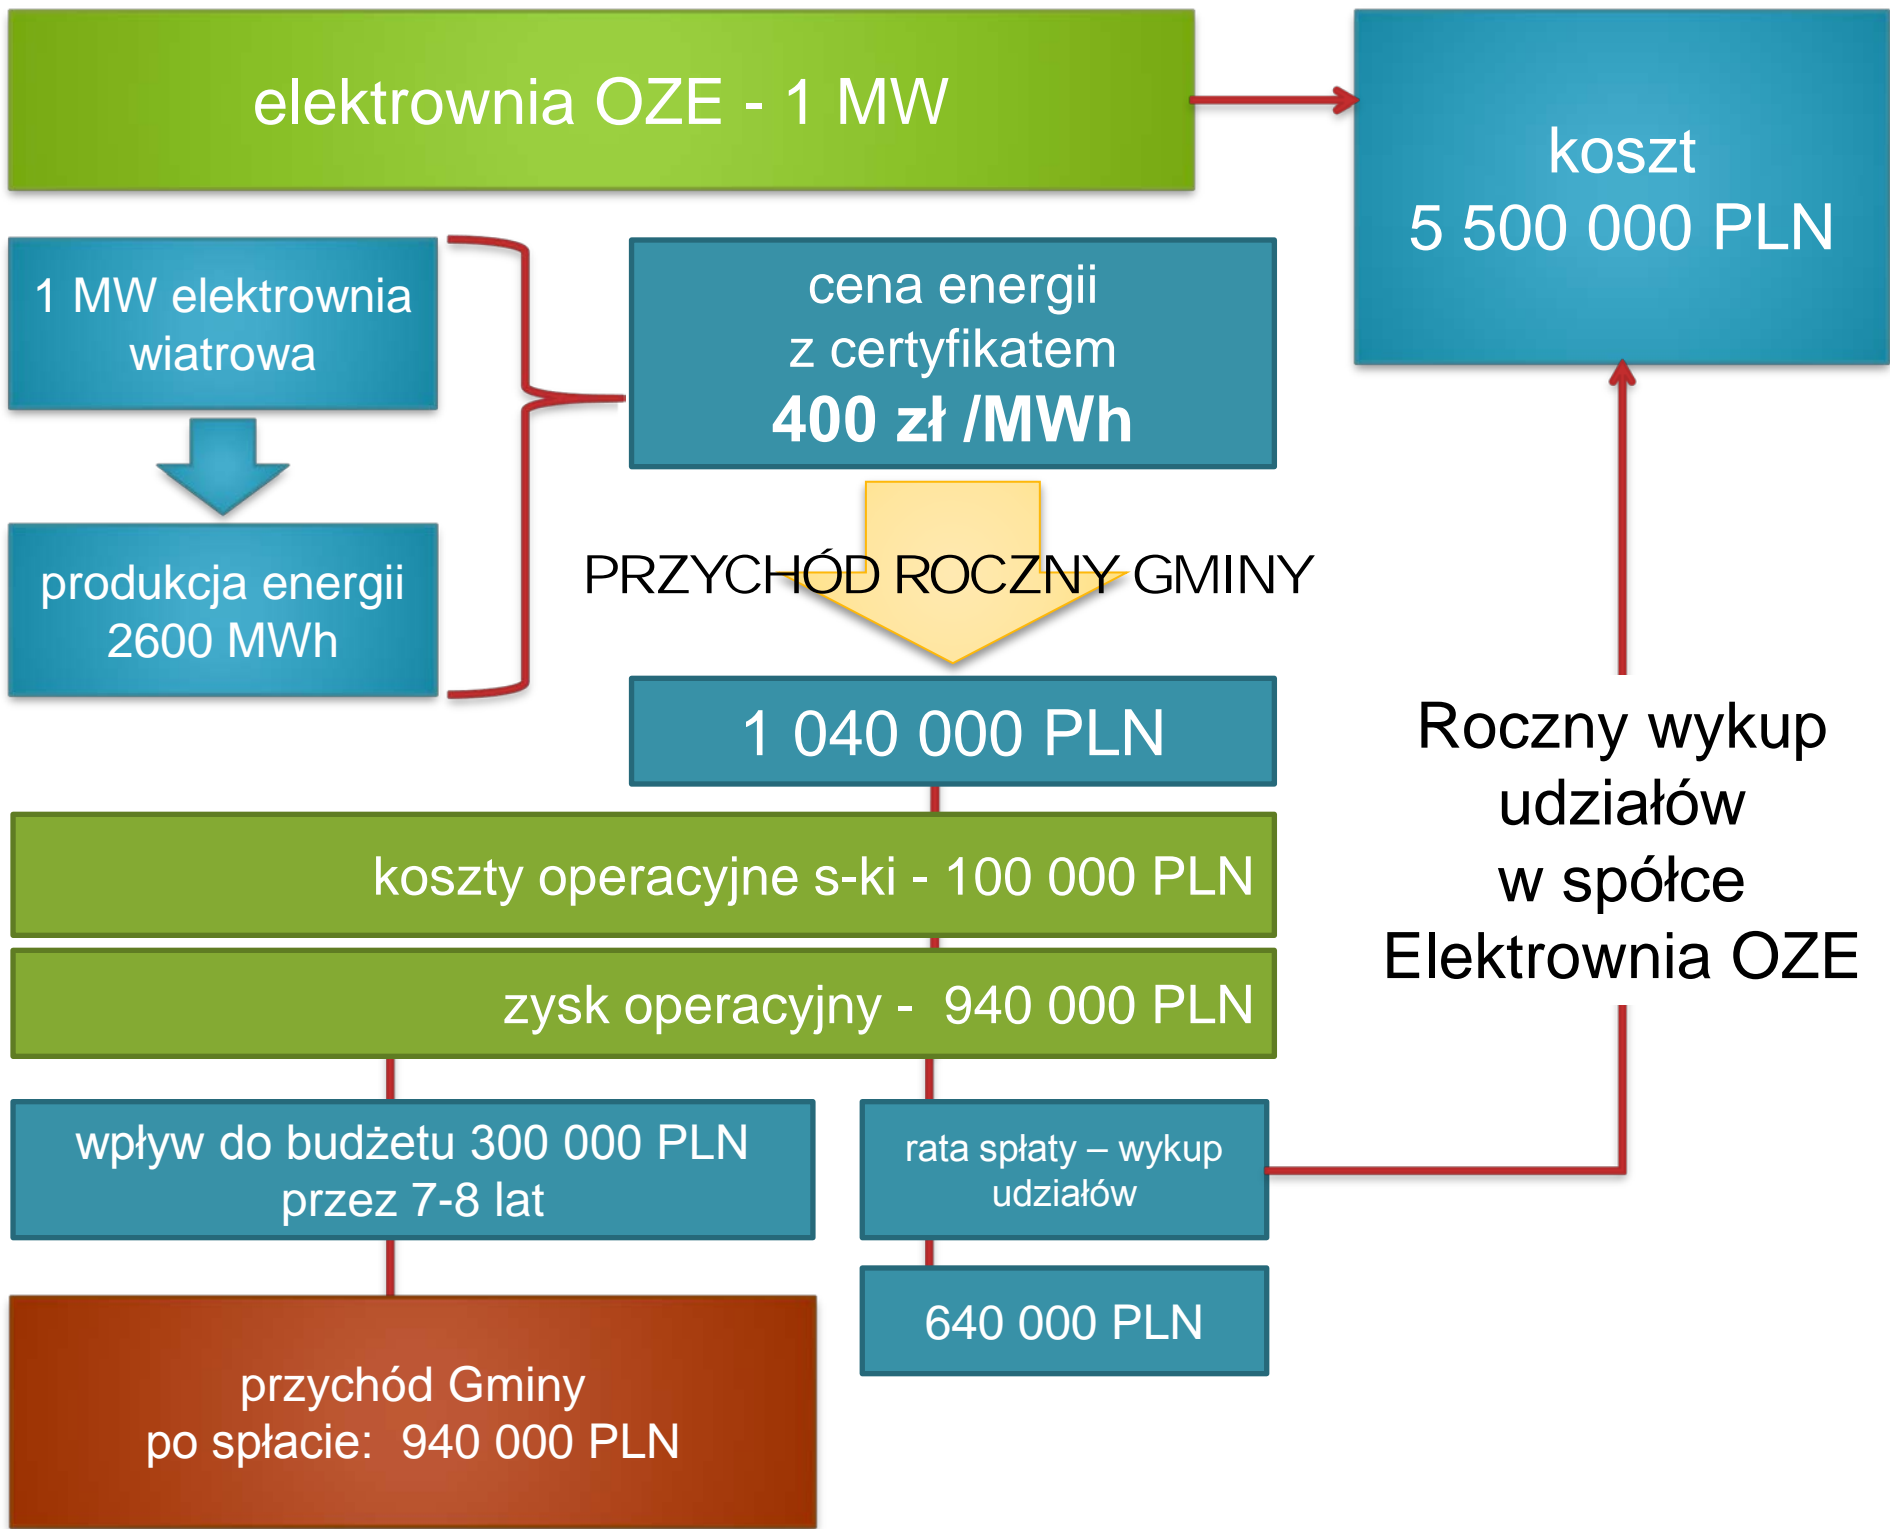 elektrownia OZE - 1 MW
koszt
5 500 000 PLN
1 MW elektrownia
wiatrowa
cena energii
z certyfikatem
400 zł /MWh
produkcja energii
2600 MWh
PRZYCHÓD ROCZNY GMINY
1 040 000 PLN
Roczny wykup
udziałów
w spółce
Elektrownia OZE
koszty operacyjne s-ki - 100 000 PLN
zysk operacyjny - 940 000 PLN
wpływ do budżetu 300 000 PLN
przez 7-8 lat
rata spłaty – wykup
udziałów
640 000 PLN
przychód Gminy
po spłacie: 940 000 PLN